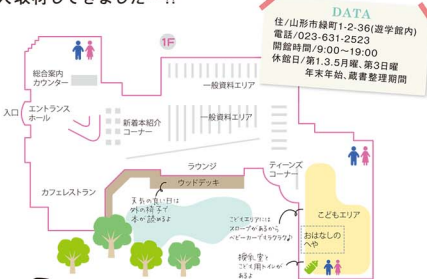 取材してきました
DATA
住/山形市緑町1-2-36(遊学館内)
電話/023-631-2523
開館時間/9:00〜19:00
休館日/第1.3.5月曜、第3日曜
年末年始、蔵書整理期間
1F
総合案内
カウンター
一般資料エリア
入口
エントランス
ホール
新着本紹介
コーナー
一般資料エリア
ラウンジ
ティーンズ
コーナー
カフェレストラン
ウッドデッキ
天気の良い日は
外の椅子で
本が読めるよ
こどもエリアには
スロープがあるから
ベビーカーでもラクラク♪
こどもエリア
おはなしの
へや
授乳室と
こども用トイレが
あるよ